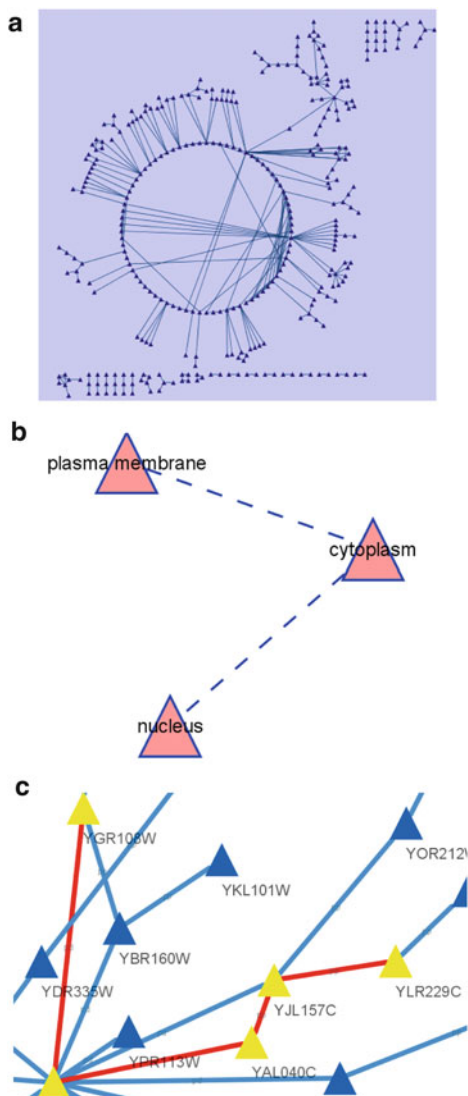 a
b
plasma membrane
cytoplasm
nucleus
c
YGR108W
YOR212W
YKL101W
YBR160W
YDR335W
YLR229C
YJL157C
YPR113W
YAL040C